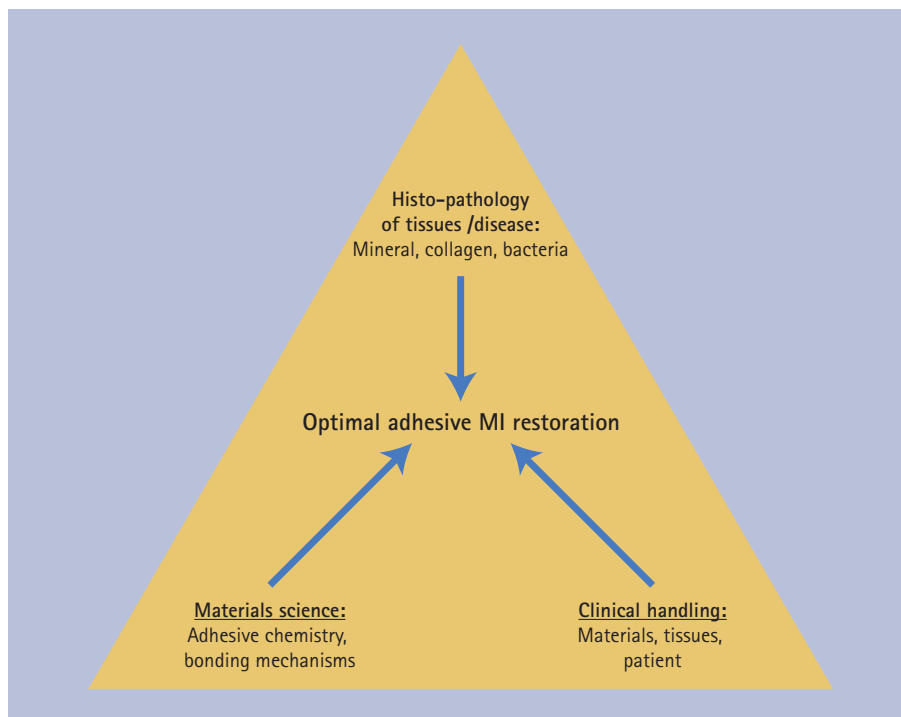 Histo-pathology
of tissues /disease:
Mineral, collagen, bacteria
Optimal adhesive MI restoration
Materials science:
Adhesive chemistry,
bonding mechanisms
Clinical handling:
Materials, tissues,
patient